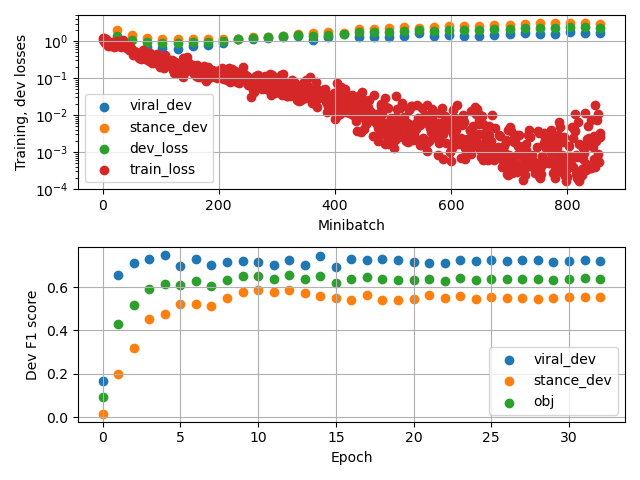 Training, dev losses
10⁰
10⁻¹
10⁻²
10⁻³
10⁻⁴
viral_dev
stance_dev
dev_loss
train_loss
0 200 400 600 800
Minibatch
Dev F1 score
0.6
0.4
0.2
0.0
viral_dev
stance_dev
obj
0 5 10 15 20 25 30
Epoch